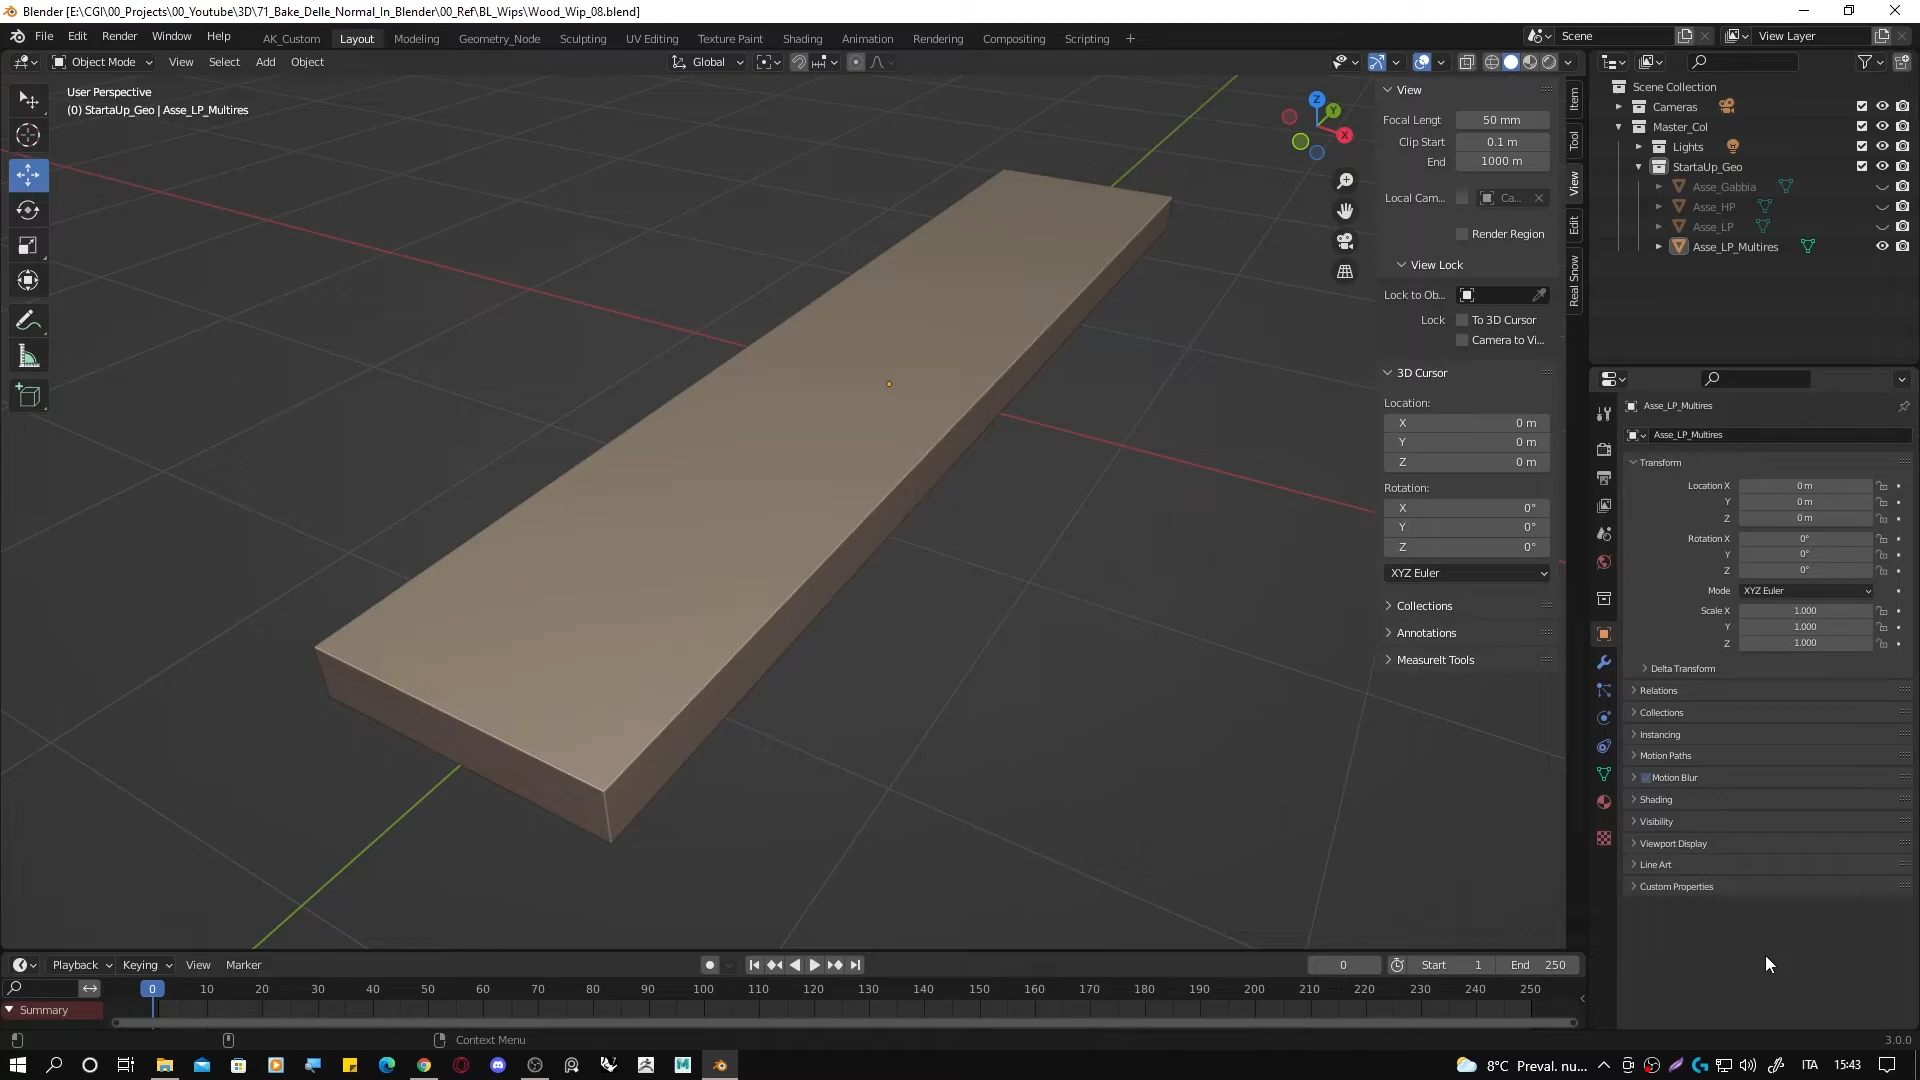 Blender [E:\CGI\00_Projects\00_Youtube\3D\71_Bake_Delle_Normal_In_Blender\00_Ref\BL_Wips\Wood_Wip_08.blend]
File Edit Render Window Help AK_Custom Layout Modeling Geometry_Node Sculpting UV Editing Texture Paint Shading Animation Rendering Compositing Scripting + Scene View Layer
Object Mode View Select Add Object Global
User Perspective
(0) StartaUp_Geo | Asse_LP_Multires
Z
Y
X
View
Focal Lengt 50 mm
Clip Start 0.1 m
End 1000 m
Local Cam... Ca...
Render Region
View Lock
Lock to Ob...
Lock To 3D Cursor
Camera to Vi...
3D Cursor
Location:
X 0 m
Y 0 m
Z 0 m
Rotation:
X 0°
Y 0°
Z 0°
XYZ Euler
Collections
Annotations
MeasureIt Tools
Item
Tool
View
Edit
Real Snow
Scene Collection
Cameras
Master_Col
Lights
StartaUp_Geo
Asse_Gabbia
Asse_HP
Asse_LP
Asse_LP_Multires
Asse_LP_Multires
Asse_LP_Multires
Transform
Location X 0 m
Y 0 m
Z 0 m
Rotation X 0°
Y 0°
Z 0°
Mode XYZ Euler
Scale X 1.000
Y 1.000
Z 1.000
Delta Transform
Relations
Collections
Instancing
Motion Paths
Motion Blur
Shading
Visibility
Viewport Display
Line Art
Custom Properties
Playback Keying View Marker 0 Start 1 End 250
0 10 20 30 40 50 60 70 80 90 100 110 120 130 140 150 160 170 180 190 200 210 220 230 240 250
Summary
Context Menu 3.0.0
8°C Preval. nu... ITA 15:43